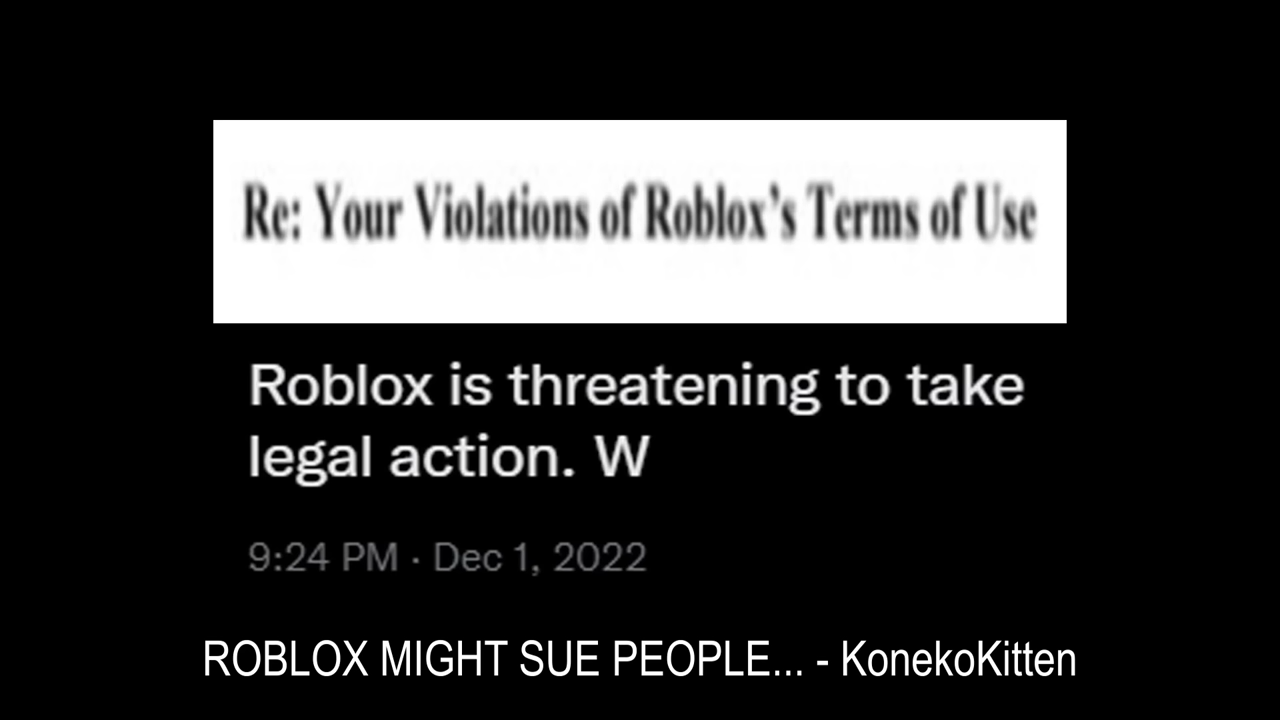 Re: Your Violations of Roblox's Terms of Use
Roblox is threatening to take
legal action. W
9:24 PM · Dec 1, 2022
ROBLOX MIGHT SUE PEOPLE... - KonekoKitten